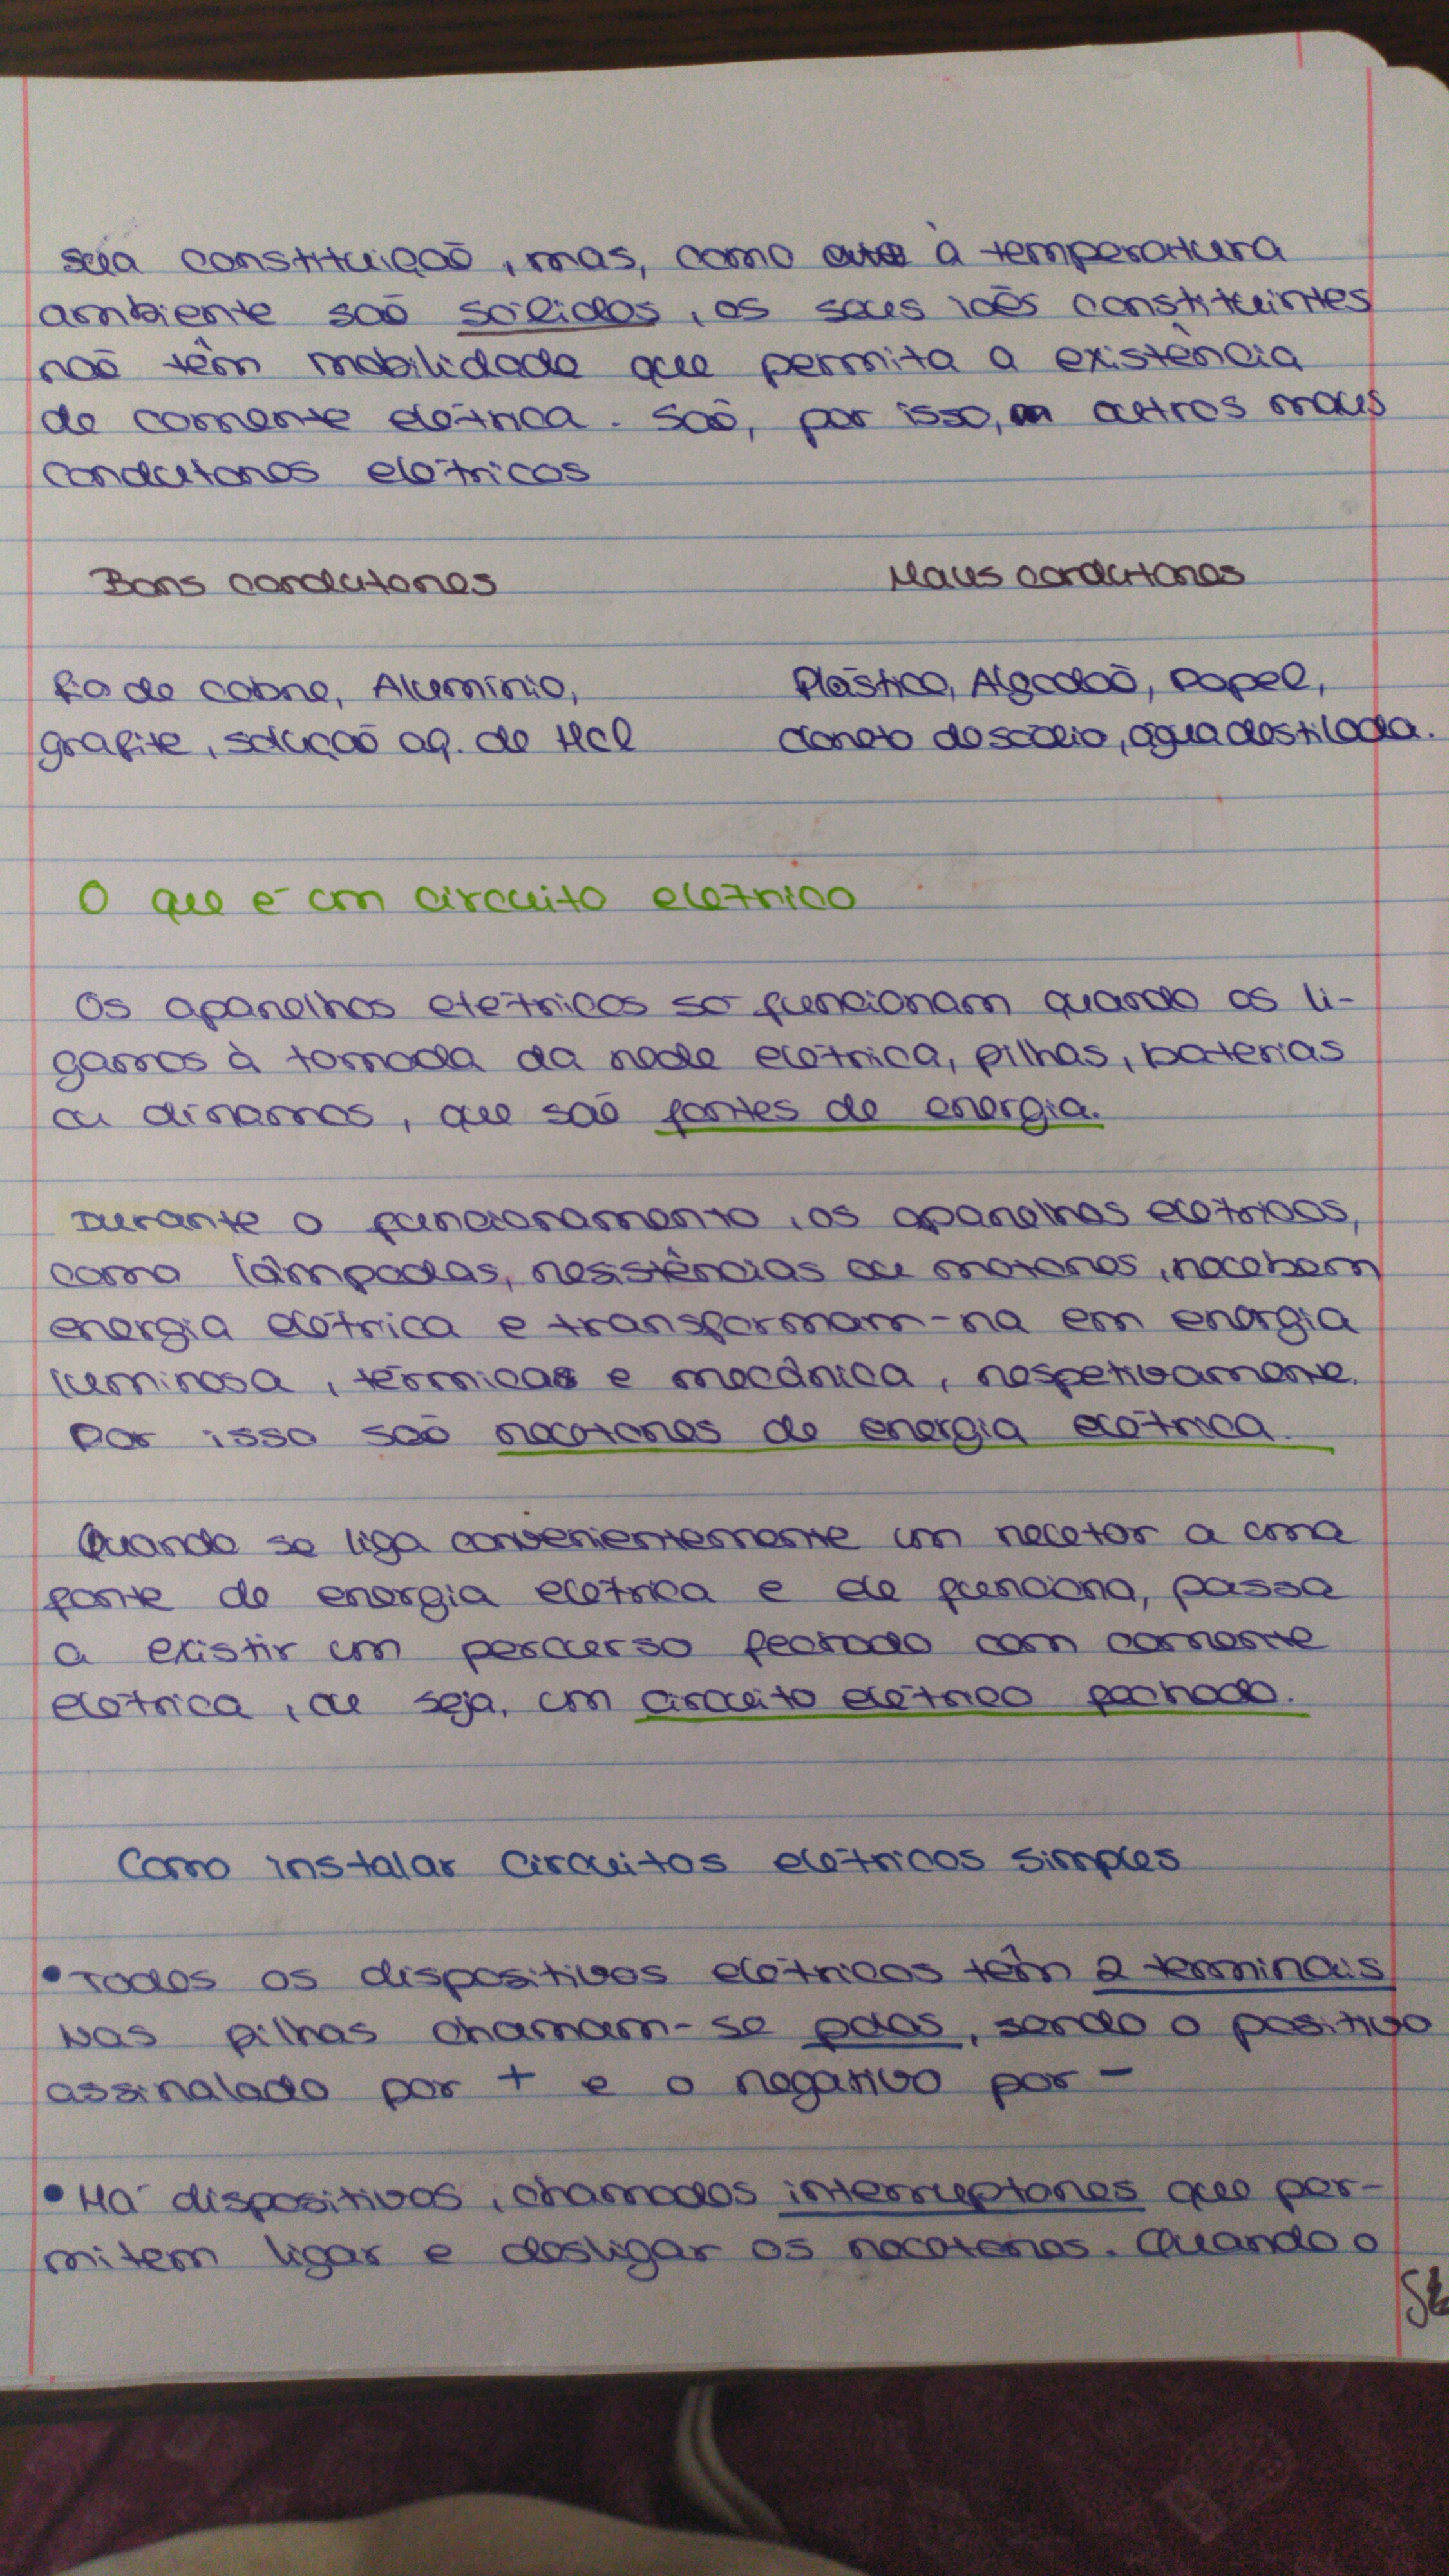 sua constituição, mas, como à temperatura
ambiente são sólidos, os seus iões constituintes
não têm mobilidade que permita a existência
de corrente elétrica. São, por isso, outros maus
condutores elétricos
Bons condutores
Maus condutores
fio de cobre, Alumínio,
grafite, solução aq. de HCl
Plástico, Algodão, Papel,
cloreto de sódio, água destilada.
O que é um circuito elétrico
Os aparelhos elétricos só funcionam quando os li-
gamos à tomada da rede elétrica, pilhas, baterias
ou dínamos, que são fontes de energia.
Durante o funcionamento, os aparelhos elétricos,
como lâmpadas, resistências ou motores, recebem
energia elétrica e transformam-na em energia
luminosa, térmica e mecânica, respetivamente.
Por isso são recetores de energia elétrica.
Quando se liga convenientemente um recetor a uma
fonte de energia elétrica e ele funciona, passa
a existir um percurso fechado com corrente
elétrica, ou seja, um circuito elétrico fechado.
Como instalar circuitos elétricos simples
• Todos os dispositivos elétricos têm 2 terminais
Nas pilhas chamam-se polos, sendo o positivo
assinalado por + e o negativo por -
• Há dispositivos, chamados interruptores que per-
mitem ligar e desligar os recetores. Quando o